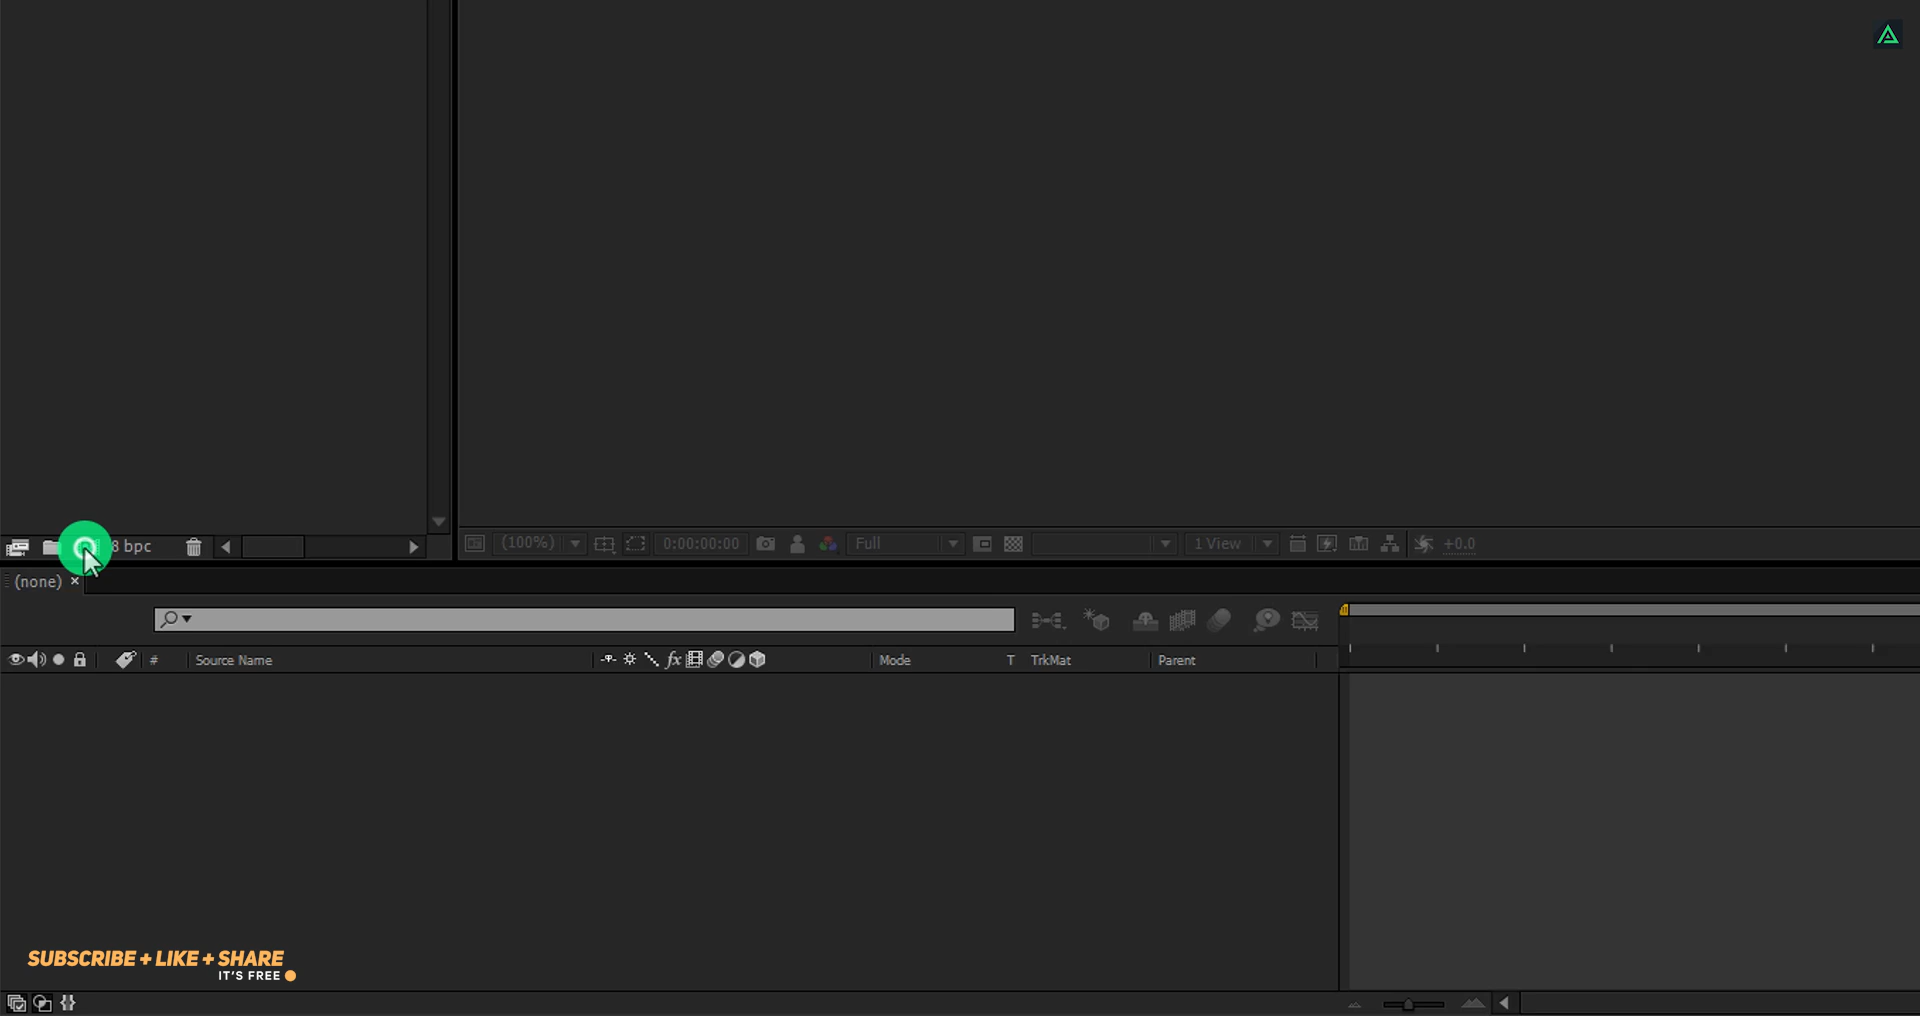 8 bpc
(100%)
0:00:00:00
Full
1 View
+0.0
(none) ×
#
Source Name
fx
Mode
T
TrkMat
Parent
SUBSCRIBE + LIKE + SHARE
IT'S FREE